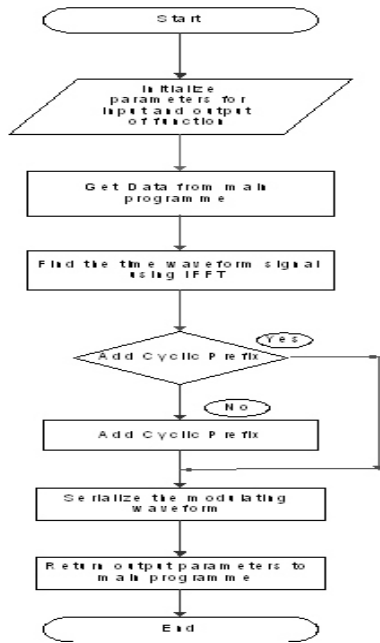 Start
Initialize
parameters for
input and output
of function
Get Data from main
programme
Find the time waveform signal
using IFFT
Yes
Add Cyclic Prefix
No
Add Cyclic Prefix
Serialize the modulating
waveform
Return output parameters to
main programme
End